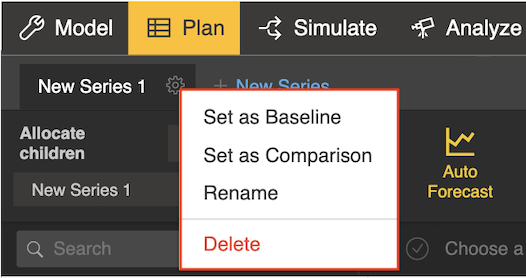 Model Plan Simulate Analyze
New Series 1 + New Series
Set as Baseline
Set as Comparison
Rename
Delete
Allocate
children
New Series 1
Auto
Forecast
Search
Choose a